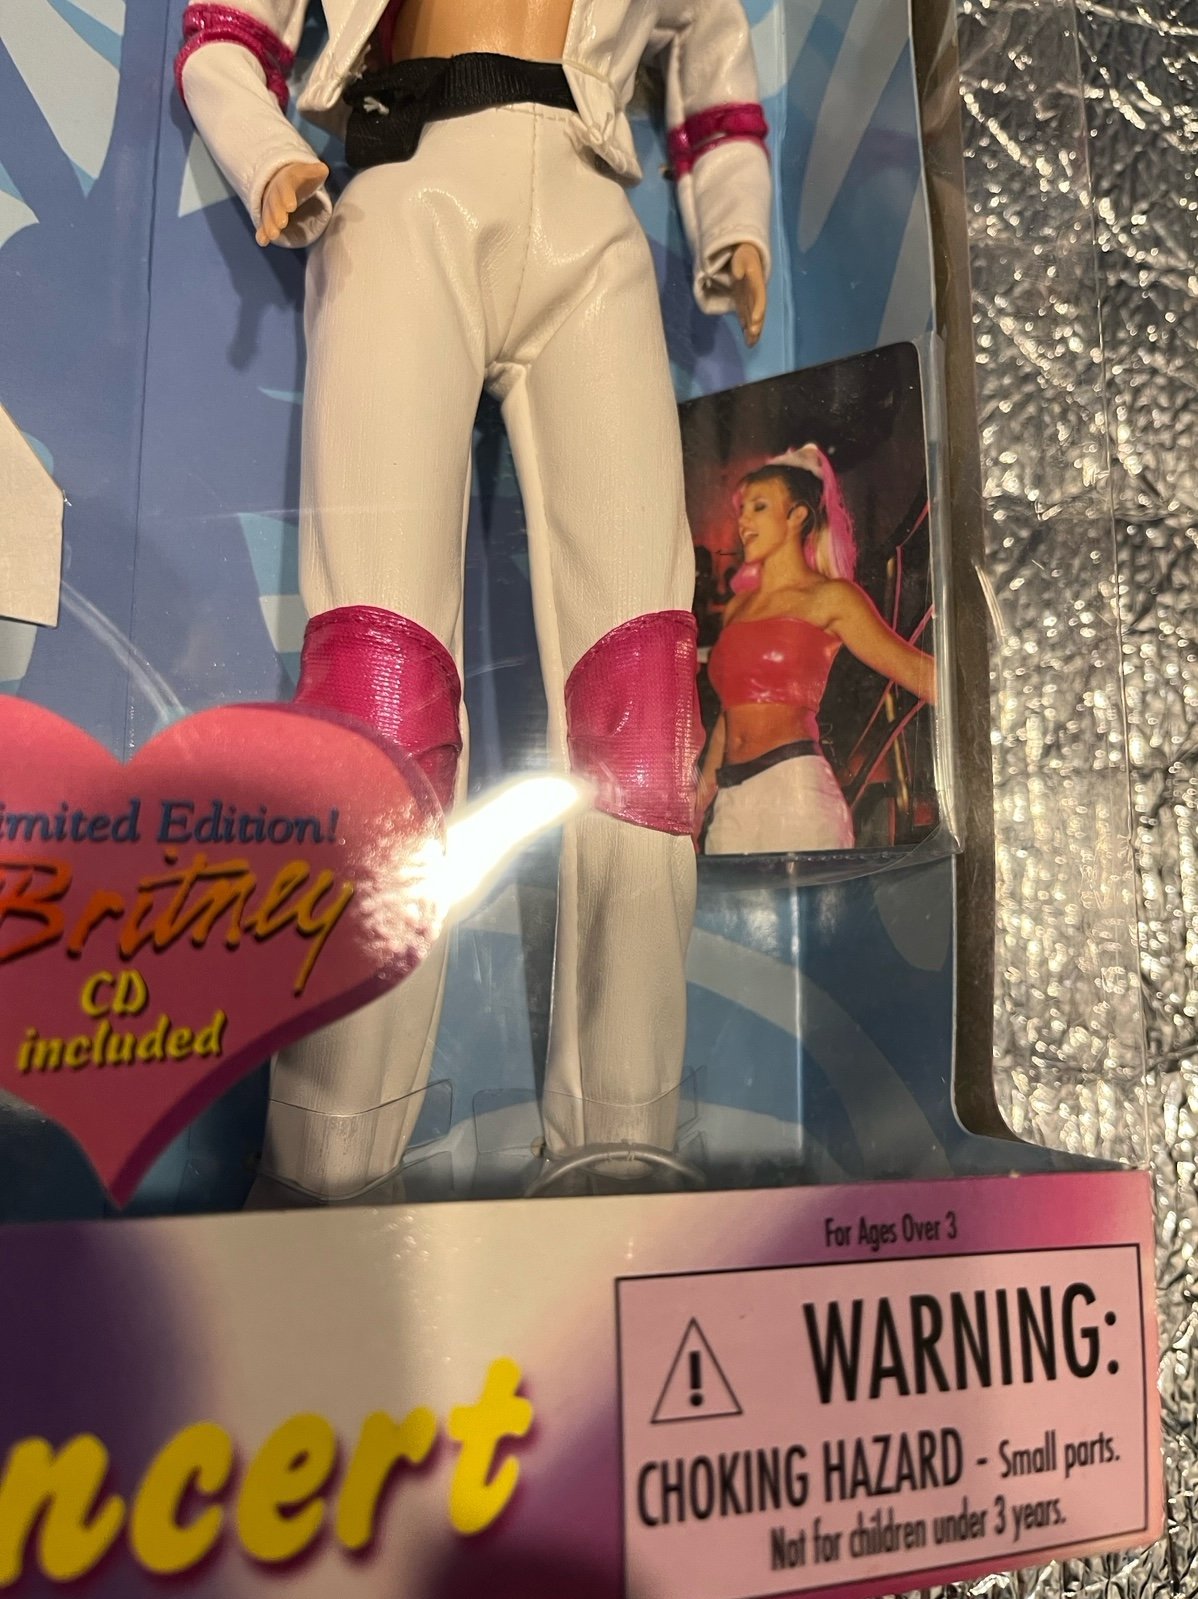 imited Edition!
Britney
CD
included
For Ages Over 3
WARNING:
!
CHOKING HAZARD - Small parts.
Not for children under 3 years.
ncert